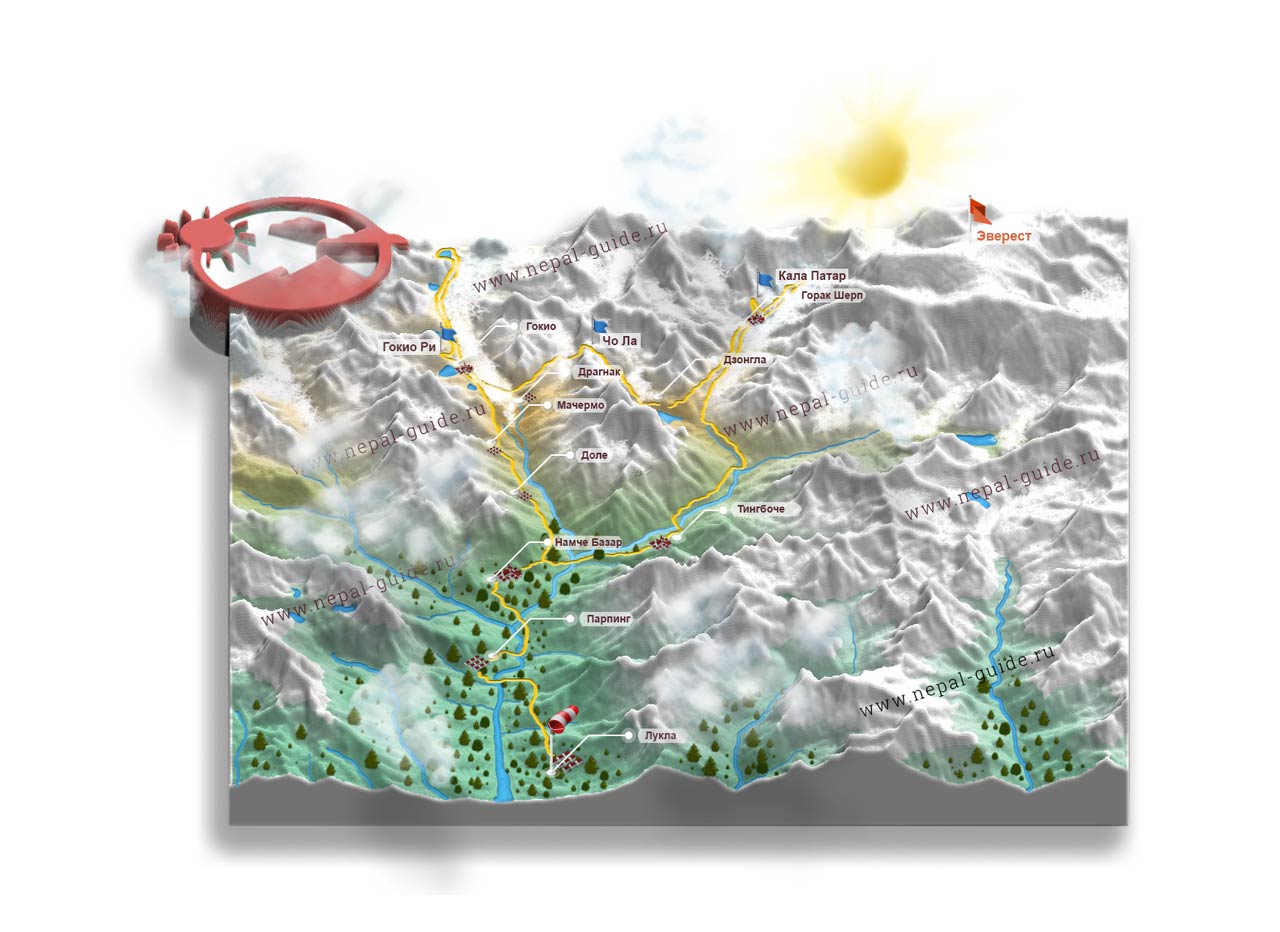 Эверест
www.nepal-guide.ru
Кала Патар
Горак Шерп
Гокио
Чо Ла
Гокио Ри
Дзонгла
Драгнак
www.nepal-guide.ru
www.nepal-guide.ru
Мачермо
Доле
www.nepal-guide.ru
Тингбоче
Намче Базар
www.nepal-guide.ru
Парпинг
www.nepal-guide.ru
Лукла